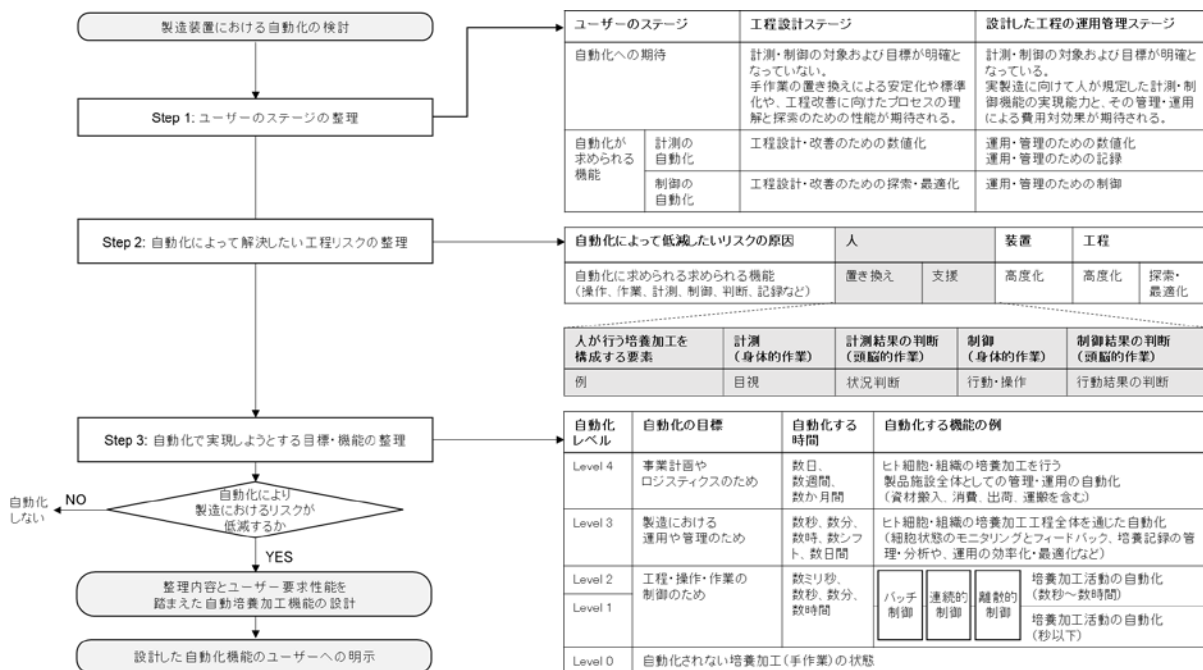 製造装置における自動化の検討
Step 1: ユーザーのステージの整理
Step 2: 自動化によって解決したい工程リスクの整理
Step 3: 自動化で実現しようとする目標・機能の整理
自動化により
製造におけるリスクが
低減するか
NO
自動化
しない
YES
整理内容とユーザー要求性能を
踏まえた自動培養加工機能の設計
設計した自動化機能のユーザーへの明示
ユーザーのステージ
工程設計ステージ
設計した工程の運用管理ステージ
自動化への期待
計測・制御の対象および目標が明確と
なっていない。
手作業の置き換えによる安定化や標準
化や、工程改善に向けたプロセスの理
解と探索のための性能が期待される。
計測・制御の対象および目標が明確と
なっている。
実製造に向けて人が規定した計測・制
御機能の実現能力と、その管理・運用
による費用対効果が期待される。
自動化が
求められる
機能
計測の
自動化
工程設計・改善のための数値化
運用・管理のための数値化
運用・管理のための記録
制御の
自動化
工程設計・改善のための探索・最適化
運用・管理のための制御
自動化によって低減したいリスクの原因
人
装置
工程
自動化に求められる求められる機能
（操作、作業、計測、制御、判断、記録など）
置き換え
支援
高度化
高度化
探索・
最適化
人が行う培養加工を
構成する要素
計測
（身体的作業）
計測結果の判断
（頭脳的作業）
制御
（身体的作業）
制御結果の判断
（頭脳的作業）
例
目視
状況判断
行動・操作
行動結果の判断
自動化
レベル
自動化の目標
自動化する
時間
自動化する機能の例
Level 4
事業計画や
ロジスティクスのため
数日、
数週間、
数か月間
ヒト細胞・組織の培養加工を行う
製品施設全体としての管理・運用の自動化
（資材搬入、消費、出荷、運搬を含む）
Level 3
製造における
運用や管理のため
数秒、数分、
数時、数シフ
ト、数日間
ヒト細胞・組織の培養加工工程全体を通じた自動化
（細胞状態のモニタリングとフィードバック、培養記録の管
理・分析や、運用の効率化・最適化など）
Level 2
Level 1
工程・操作・作業の
制御のため
数ミリ秒、
数秒、数分、
数時間
バッチ
制御
連続的
制御
離散的
制御
培養加工活動の自動化
（数秒～数時間）
培養加工活動の自動化
（秒以下）
Level 0
自動化されない培養加工（手作業）の状態